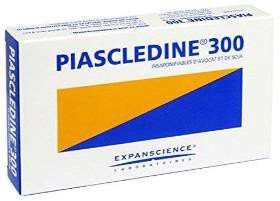 PIASCLEDINE® 300
INSAPONIFIABLES D'AVOCAT ET DE SOJA
EXPANSCIENCE®
LABORATOIRES
PIASCLEDINE® 300